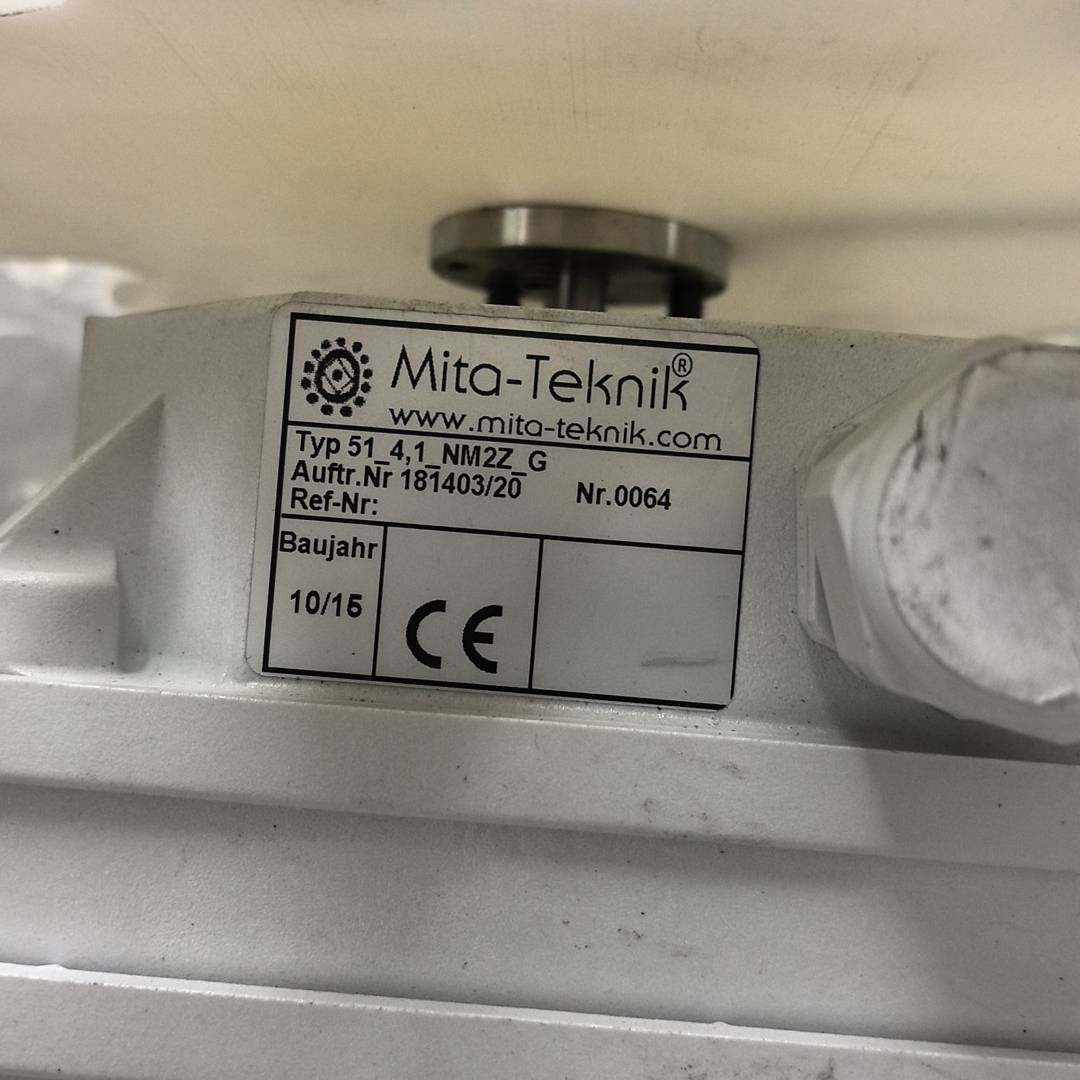 Mita-Teknik®
www.mita-teknik.com
Typ 51_4,1_NM2Z_G
Auftr.Nr 181403/20 Nr.0064
Ref-Nr:
Baujahr
10/15
CE